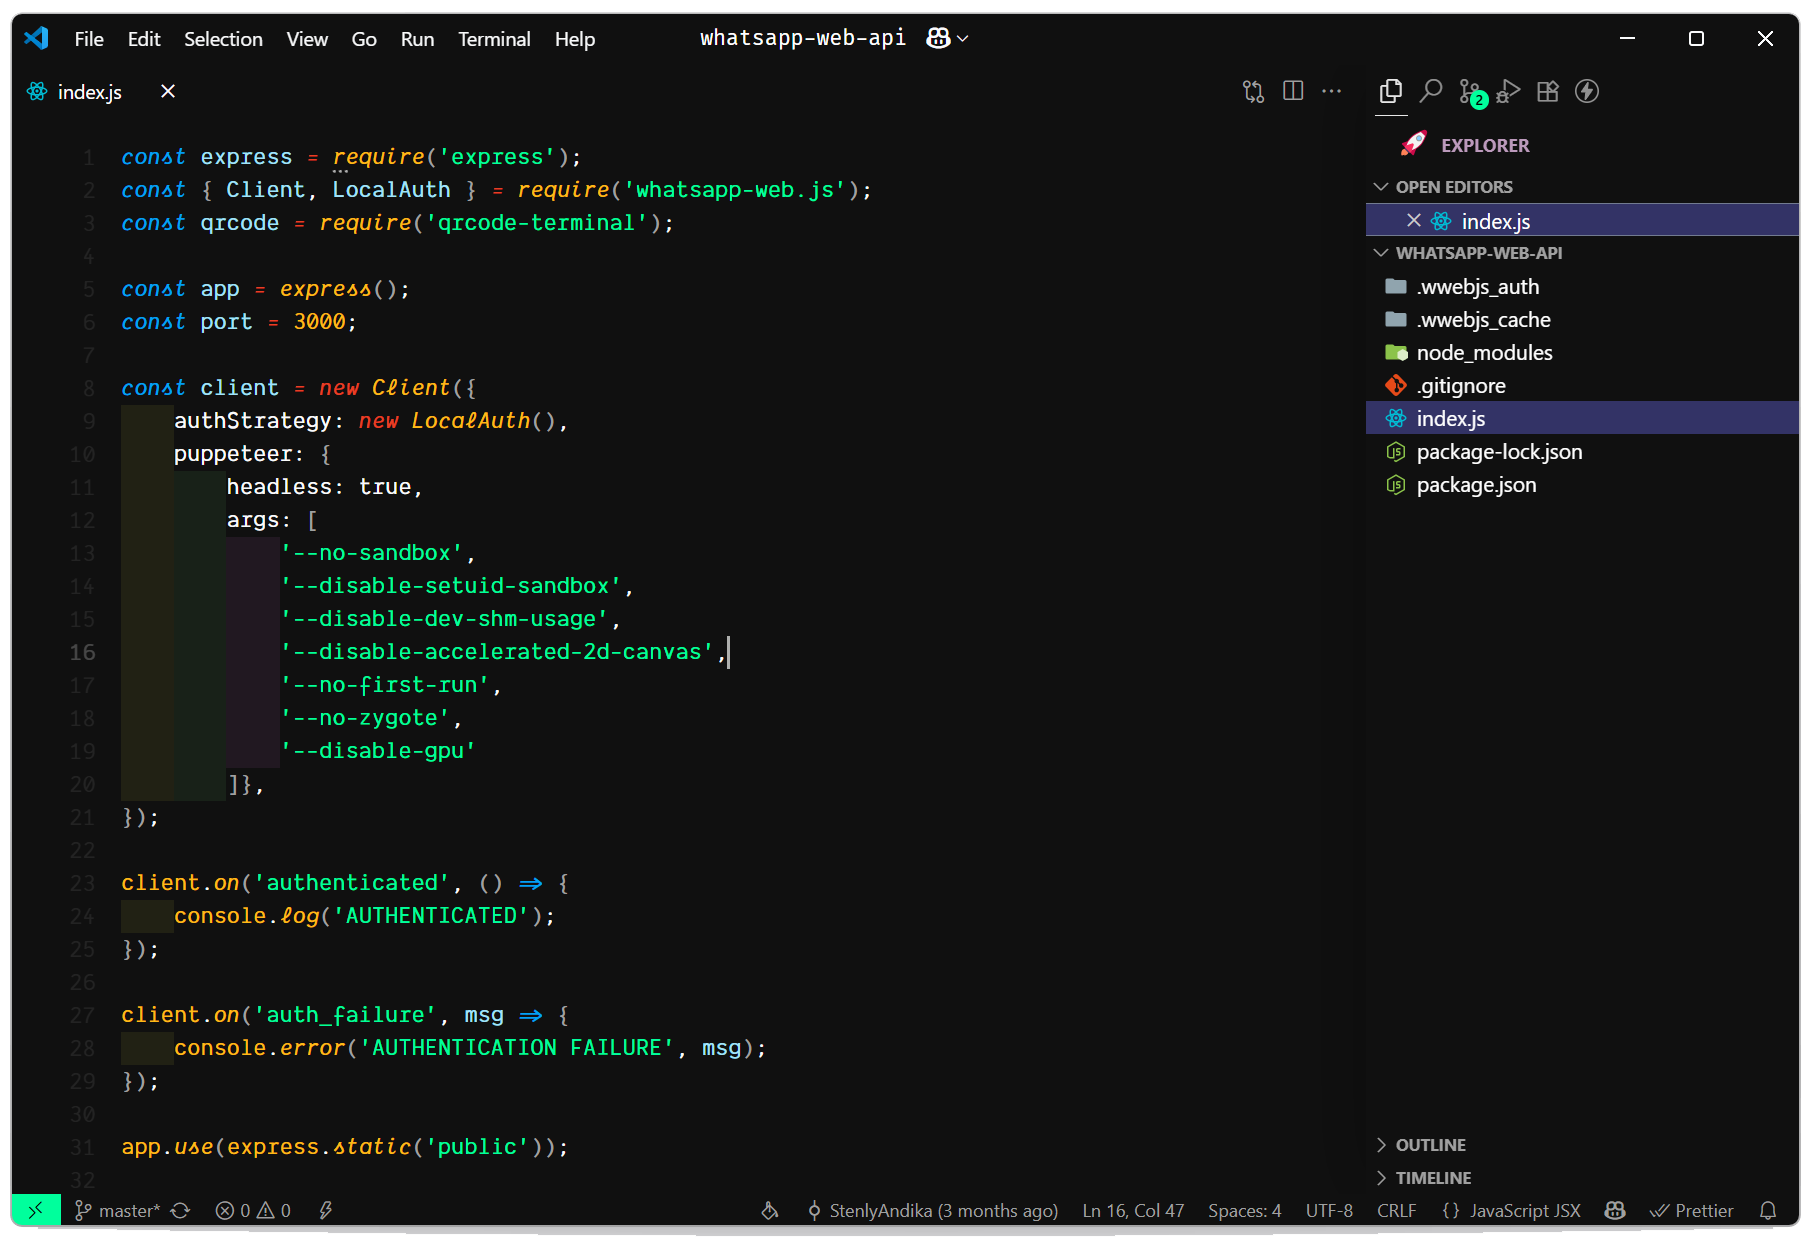 File Edit Selection View Go Run Terminal Help whatsapp-web-api
index.js
1 const express = require('express');
2 const { Client, LocalAuth } = require('whatsapp-web.js');
3 const qrcode = require('qrcode-terminal');
4
5 const app = express();
6 const port = 3000;
7
8 const client = new Client({
9 authStrategy: new LocalAuth(),
10 puppeteer: {
11 headless: true,
12 args: [
13 '--no-sandbox',
14 '--disable-setuid-sandbox',
15 '--disable-dev-shm-usage',
16 '--disable-accelerated-2d-canvas',
17 '--no-first-run',
18 '--no-zygote',
19 '--disable-gpu'
20 ]},
21 });
22
23 client.on('authenticated', () => {
24 console.log('AUTHENTICATED');
25 });
26
27 client.on('auth_failure', msg => {
28 console.error('AUTHENTICATION FAILURE', msg);
29 });
30
31 app.use(express.static('public'));
32
2
EXPLORER
OPEN EDITORS
index.js
WHATSAPP-WEB-API
.wwebjs_auth
.wwebjs_cache
node_modules
.gitignore
index.js
package-lock.json
package.json
OUTLINE
TIMELINE
master* 0 0 StenlyAndika (3 months ago) Ln 16, Col 47 Spaces: 4 UTF-8 CRLF {} JavaScript JSX Prettier